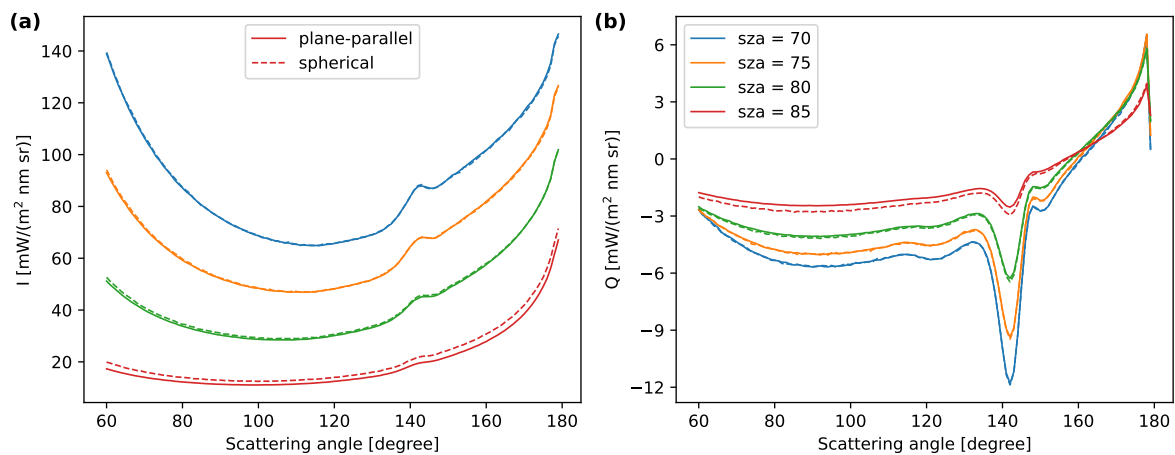 (a)
I [mW/(m² nm sr)]
140
120
100
80
60
40
20
plane-parallel
spherical
60 80 100 120 140 160 180
Scattering angle [degree]
(b)
Q [mW/(m² nm sr)]
6
3
0
−3
−6
−9
−12
sza = 70
sza = 75
sza = 80
sza = 85
60 80 100 120 140 160 180
Scattering angle [degree]